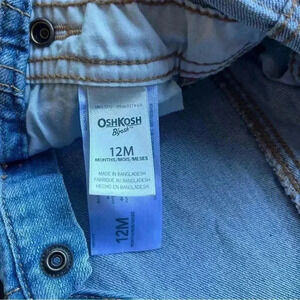 OSHKOSH
B'gosh
12M
MONTHS/MOIS/MESES
MADE IN BANGLADESH
FABRIQUÉ AU BANGLADESH
HECHO EN BANGLADESH
12M